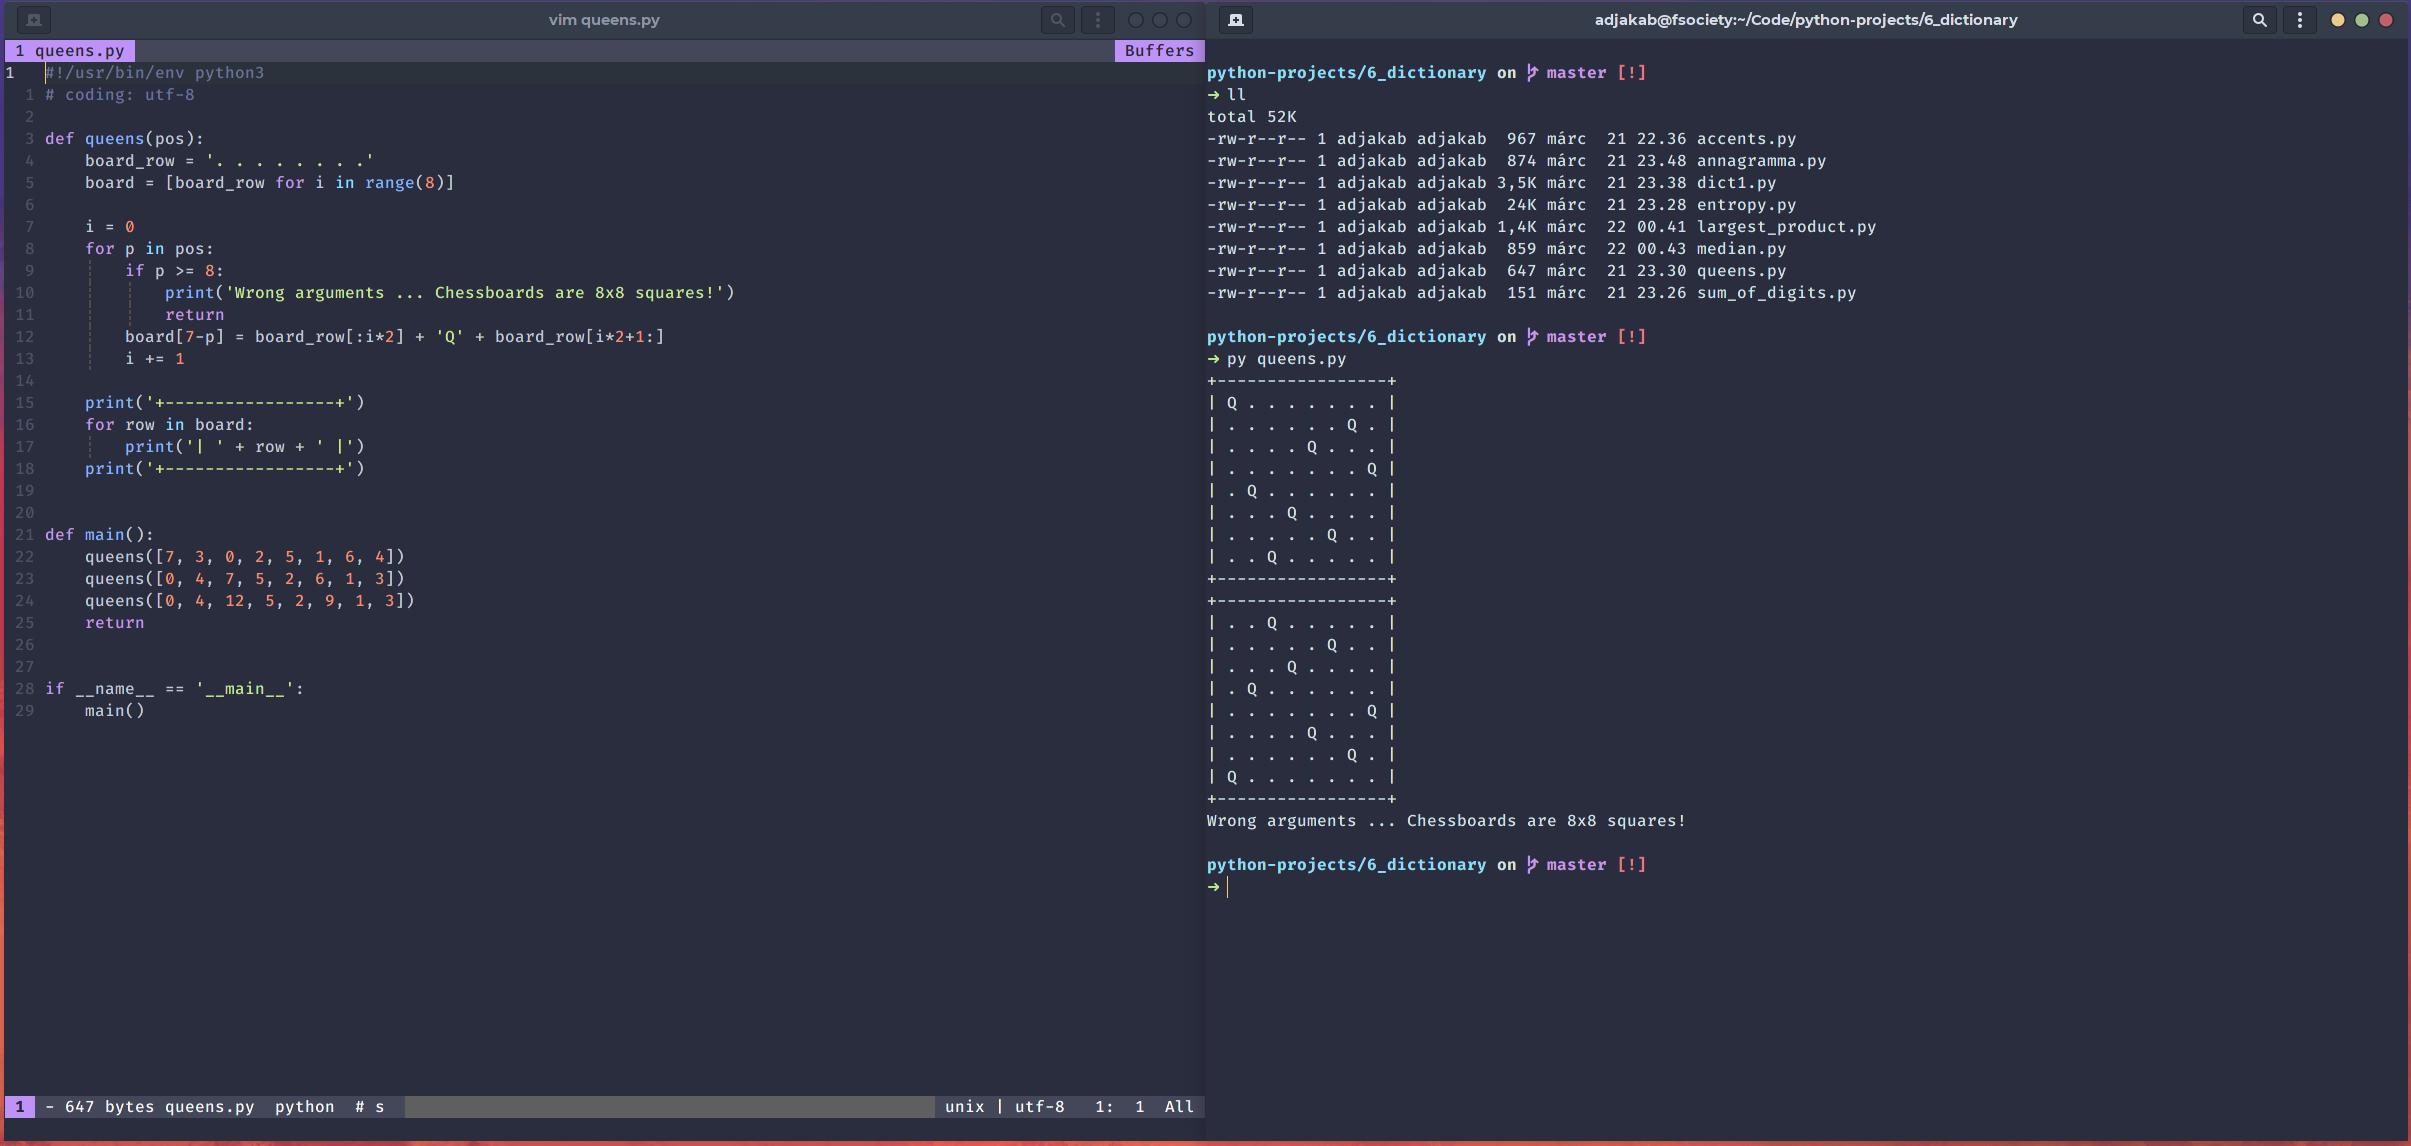 vim queens.py
1 queens.py
Buffers
1 #!/usr/bin/env python3
1 # coding: utf-8
2
3 def queens(pos):
4     board_row = '. . . . . . . .'
5     board = [board_row for i in range(8)]
6
7     i = 0
8     for p in pos:
9         if p >= 8:
10             print('Wrong arguments ... Chessboards are 8x8 squares!')
11             return
12         board[7-p] = board_row[:i*2] + 'Q' + board_row[i*2+1:]
13         i += 1
14
15     print('+-----------------+')
16     for row in board:
17         print('| ' + row + ' |')
18     print('+-----------------+')
19
20
21 def main():
22     queens([7, 3, 0, 2, 5, 1, 6, 4])
23     queens([0, 4, 7, 5, 2, 6, 1, 3])
24     queens([0, 4, 12, 5, 2, 9, 1, 3])
25     return
26
27
28 if __name__ == '__main__':
29     main()
1 - 647 bytes queens.py  python  # s
unix | utf-8   1:  1  All
adjakab@fsociety:~/Code/python-projects/6_dictionary
python-projects/6_dictionary on master [!]
➜ ll
total 52K
-rw-r--r-- 1 adjakab adjakab  967 márc  21 22.36 accents.py
-rw-r--r-- 1 adjakab adjakab  874 márc  21 23.48 annagramma.py
-rw-r--r-- 1 adjakab adjakab 3,5K márc  21 23.38 dict1.py
-rw-r--r-- 1 adjakab adjakab  24K márc  21 23.28 entropy.py
-rw-r--r-- 1 adjakab adjakab 1,4K márc  22 00.41 largest_product.py
-rw-r--r-- 1 adjakab adjakab  859 márc  22 00.43 median.py
-rw-r--r-- 1 adjakab adjakab  647 márc  21 23.30 queens.py
-rw-r--r-- 1 adjakab adjakab  151 márc  21 23.26 sum_of_digits.py
python-projects/6_dictionary on master [!]
➜ py queens.py
+-----------------+
| Q . . . . . . . |
| . . . . . . Q . |
| . . . . Q . . . |
| . . . . . . . Q |
| . Q . . . . . . |
| . . . Q . . . . |
| . . . . . Q . . |
| . . Q . . . . . |
+-----------------+
+-----------------+
| . . Q . . . . . |
| . . . . . Q . . |
| . . . Q . . . . |
| . Q . . . . . . |
| . . . . . . . Q |
| . . . . Q . . . |
| . . . . . . Q . |
| Q . . . . . . . |
+-----------------+
Wrong arguments ... Chessboards are 8x8 squares!
python-projects/6_dictionary on master [!]
➜